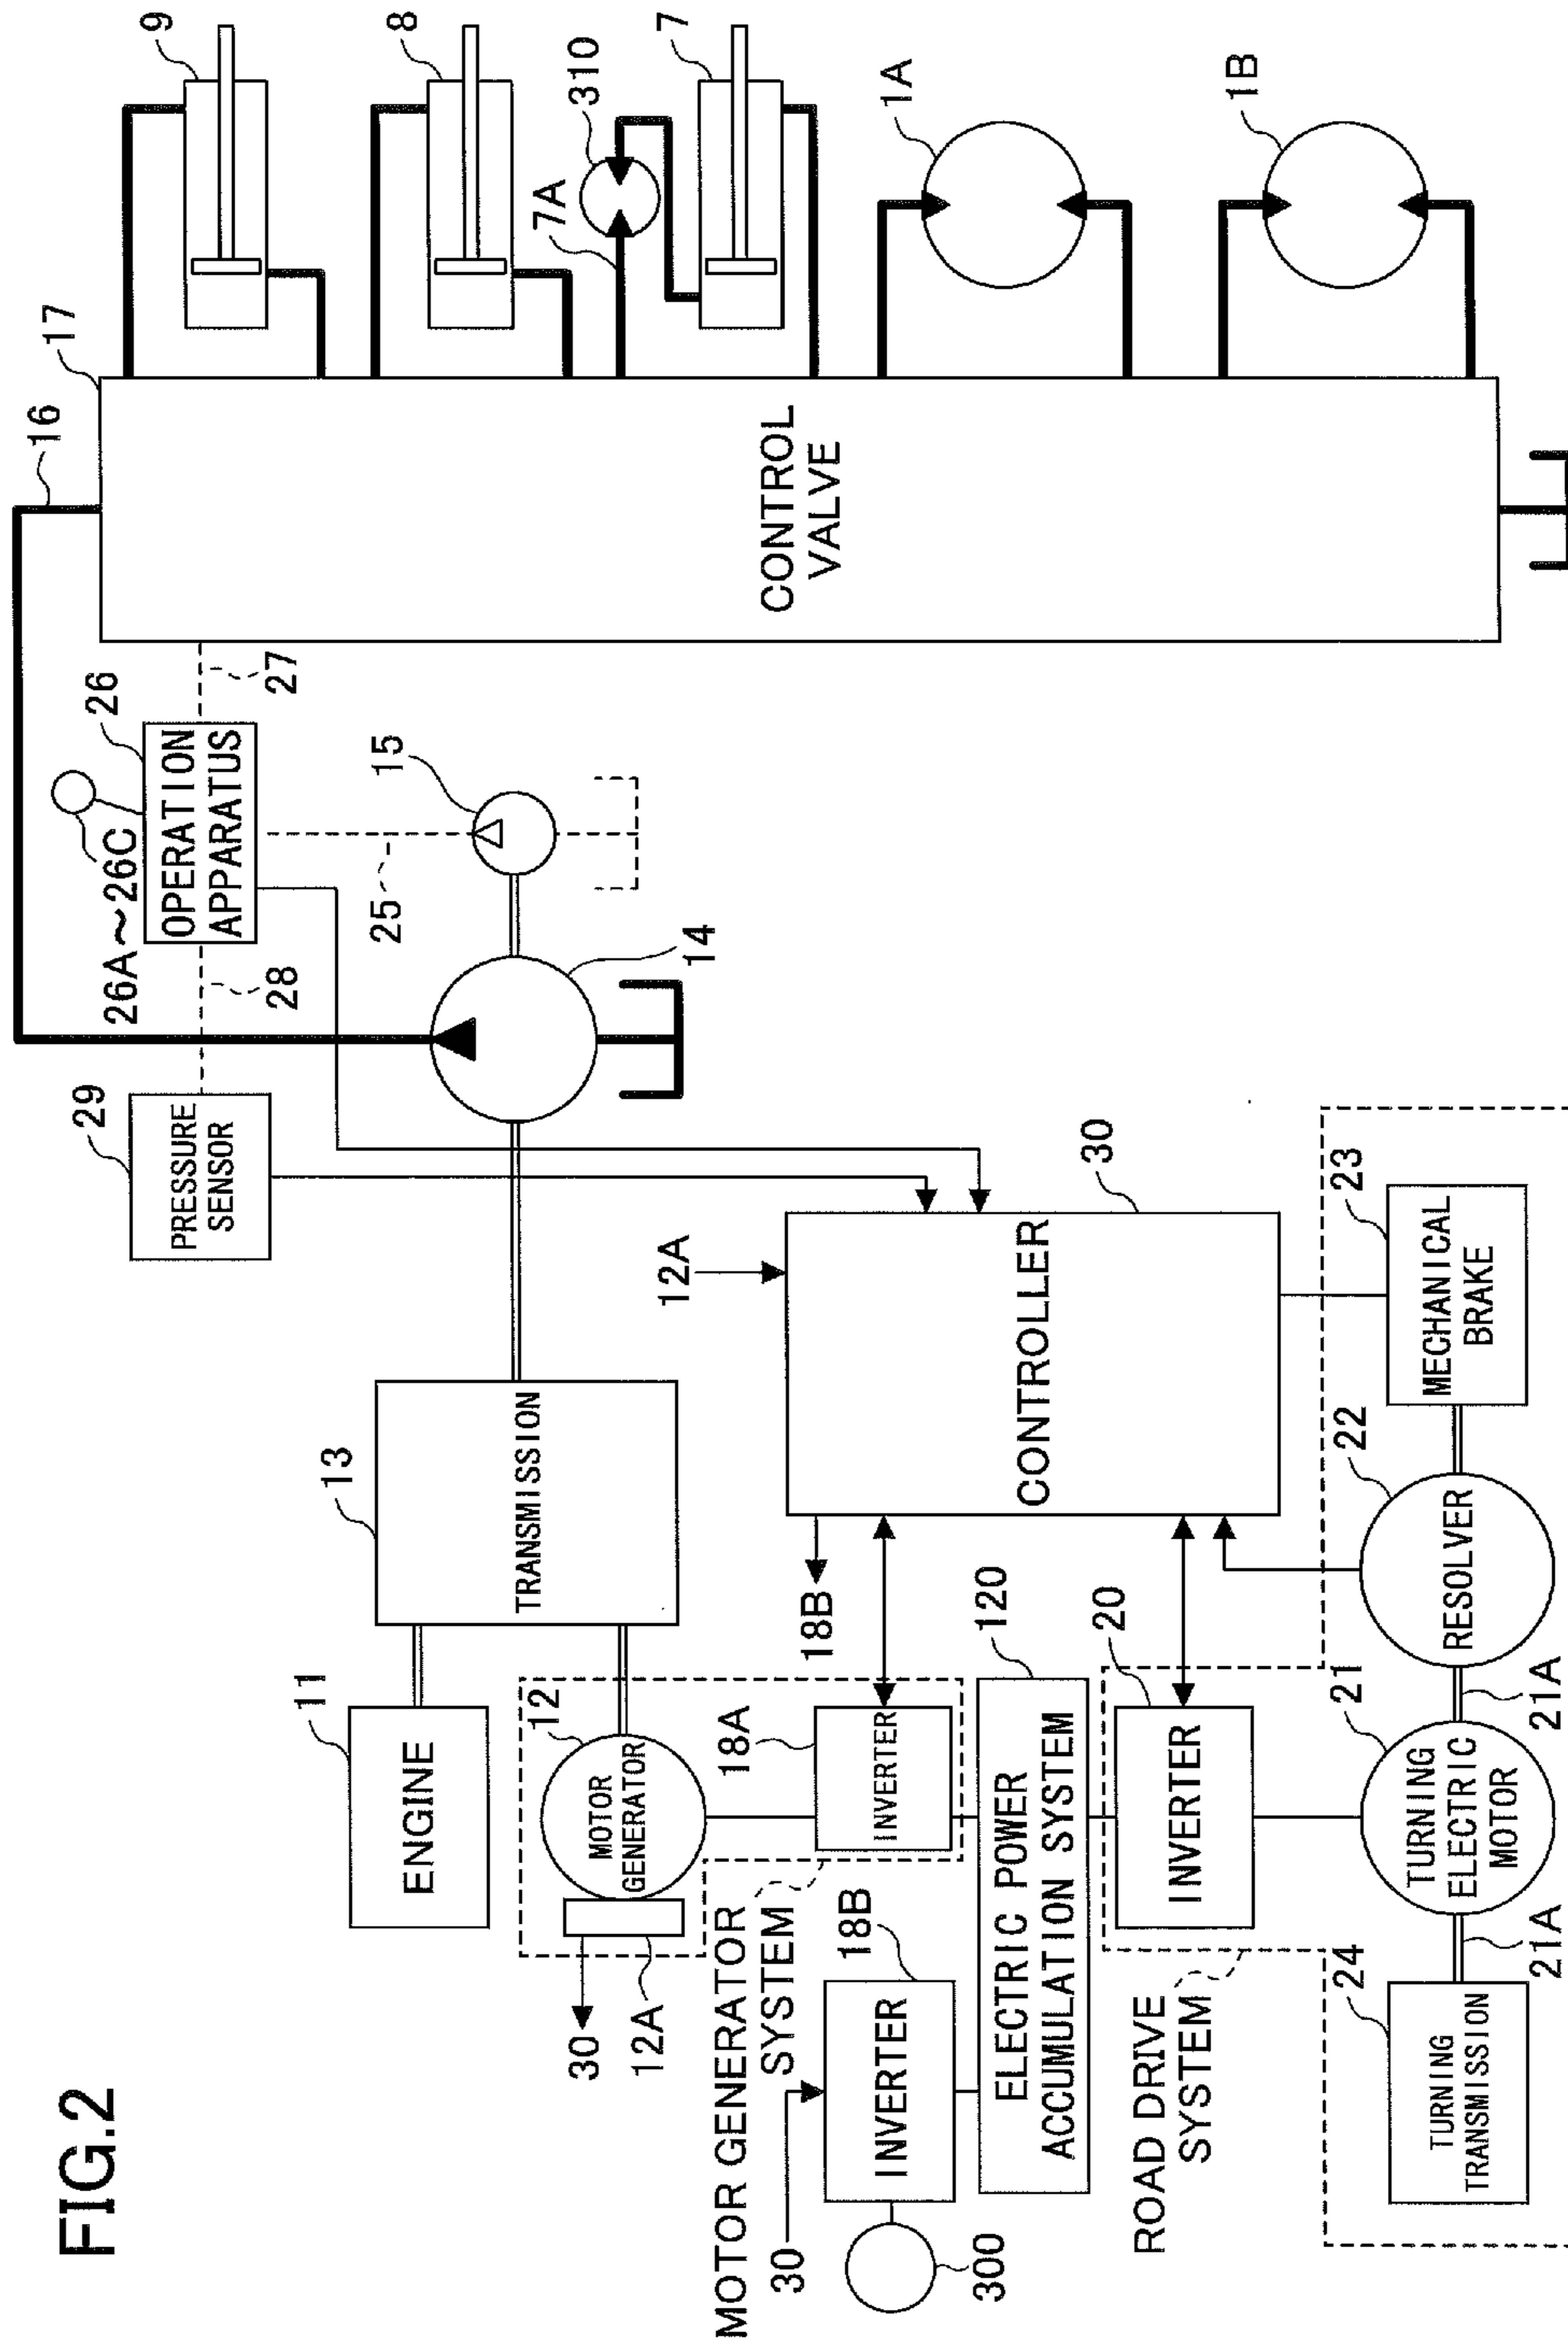 FIG.2
11
ENGINE
13
TRANSMISSION
12
MOTOR
GENERATOR
30
12A
MOTOR GENERATOR
SYSTEM
18A
INVERTER
18B
INVERTER
30
300
120
ELECTRIC POWER
ACCUMULATION SYSTEM
ROAD DRIVE
SYSTEM
20
INVERTER
24
TURNING
TRANSMISSION
21A
21
TURNING
ELECTRIC
MOTOR
21A
22
RESOLVER
23
MECHANICAL
BRAKE
18B
12A
30
CONTROLLER
29
PRESSURE
SENSOR
28
26A～26C
26
OPERATION
APPARATUS
27
25
15
14
16
17
CONTROL
VALVE
9
8
310
7A
7
1A
1B